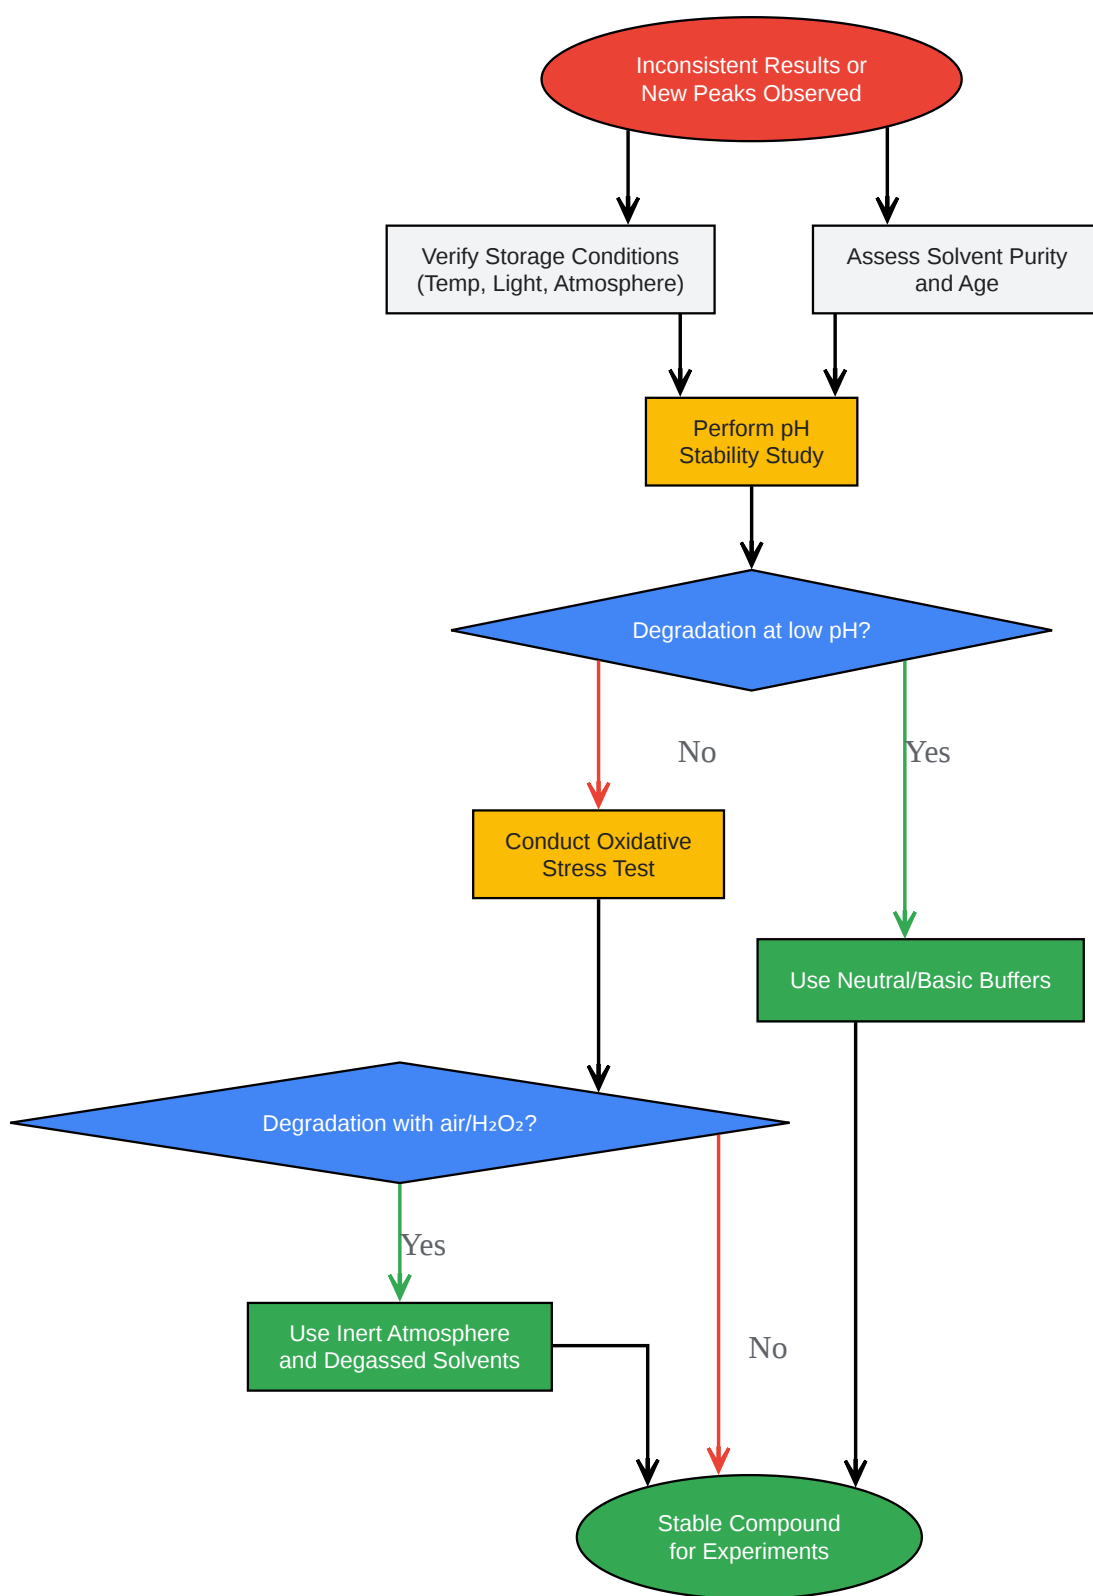 Inconsistent Results or
New Peaks Observed
Verify Storage Conditions
(Temp, Light, Atmosphere)
Assess Solvent Purity
and Age
Perform pH
Stability Study
Degradation at low pH?
No
Yes
Conduct Oxidative
Stress Test
Use Neutral/Basic Buffers
Degradation with air/H₂O₂?
Yes
Use Inert Atmosphere
and Degassed Solvents
No
Stable Compound
for Experiments